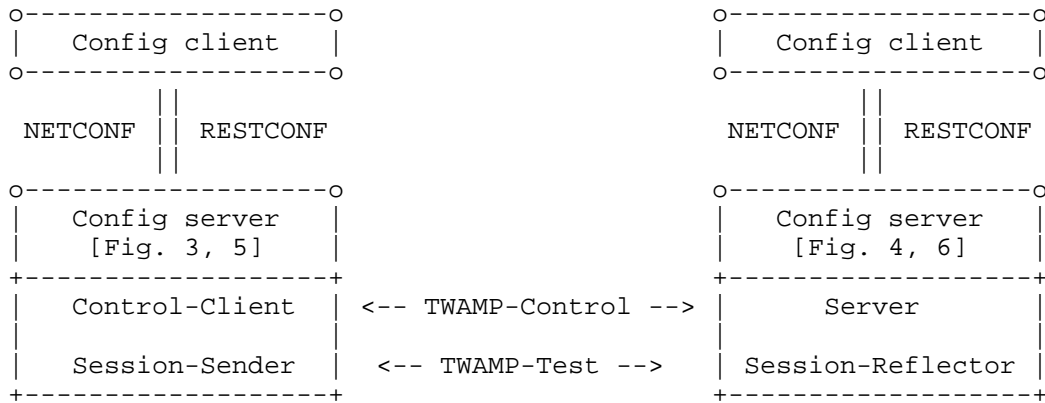 o-------------------o                        o-------------------o
|   Config client   |                        |   Config client   |
o-------------------o                        o-------------------o
         ||                                           ||
 NETCONF || RESTCONF                          NETCONF || RESTCONF
         ||                                           ||
o-------------------o                        o-------------------o
|   Config server   |                        |   Config server   |
|    [Fig. 3, 5]    |                        |    [Fig. 4, 6]    |
+-------------------+                        +-------------------+
|   Control-Client  | <-- TWAMP-Control --> |      Server       |
|                   |                        |                   |
|   Session-Sender  |  <-- TWAMP-Test -->    | Session-Reflector |
+-------------------+                        +-------------------+